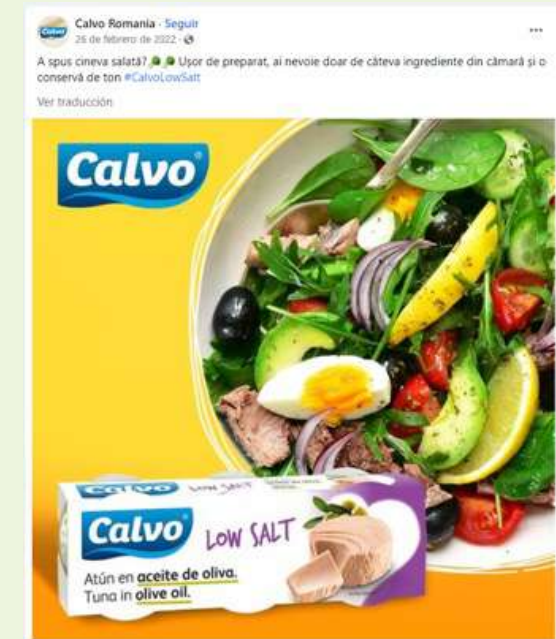 Calvo Romania · Seguir
26 de febrero de 2022 ·
A spus cineva salată? Ușor de preparat, ai nevoie doar de câteva ingrediente din cămară și o
conservă de ton #CalvoLowSalt
Ver traducción
Calvo
Calvo LOW SALT
Calvo LOW SALT
Atún en aceite de oliva.
Tuna in olive oil.